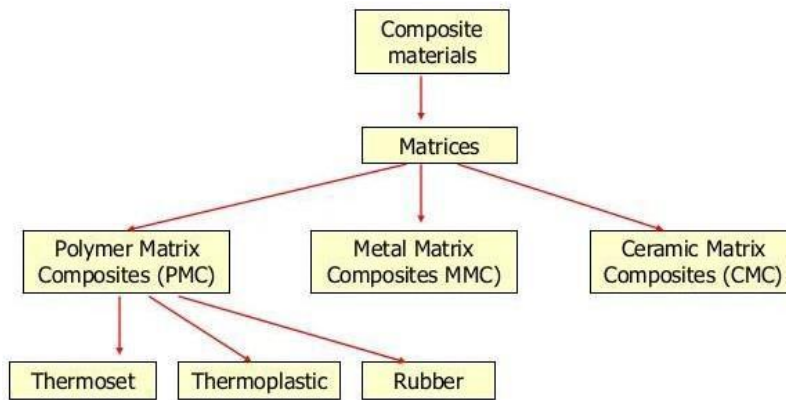 Composite
materials
Matrices
Polymer Matrix
Composites (PMC)
Metal Matrix
Composites MMC)
Ceramic Matrix
Composites (CMC)
Thermoset
Thermoplastic
Rubber